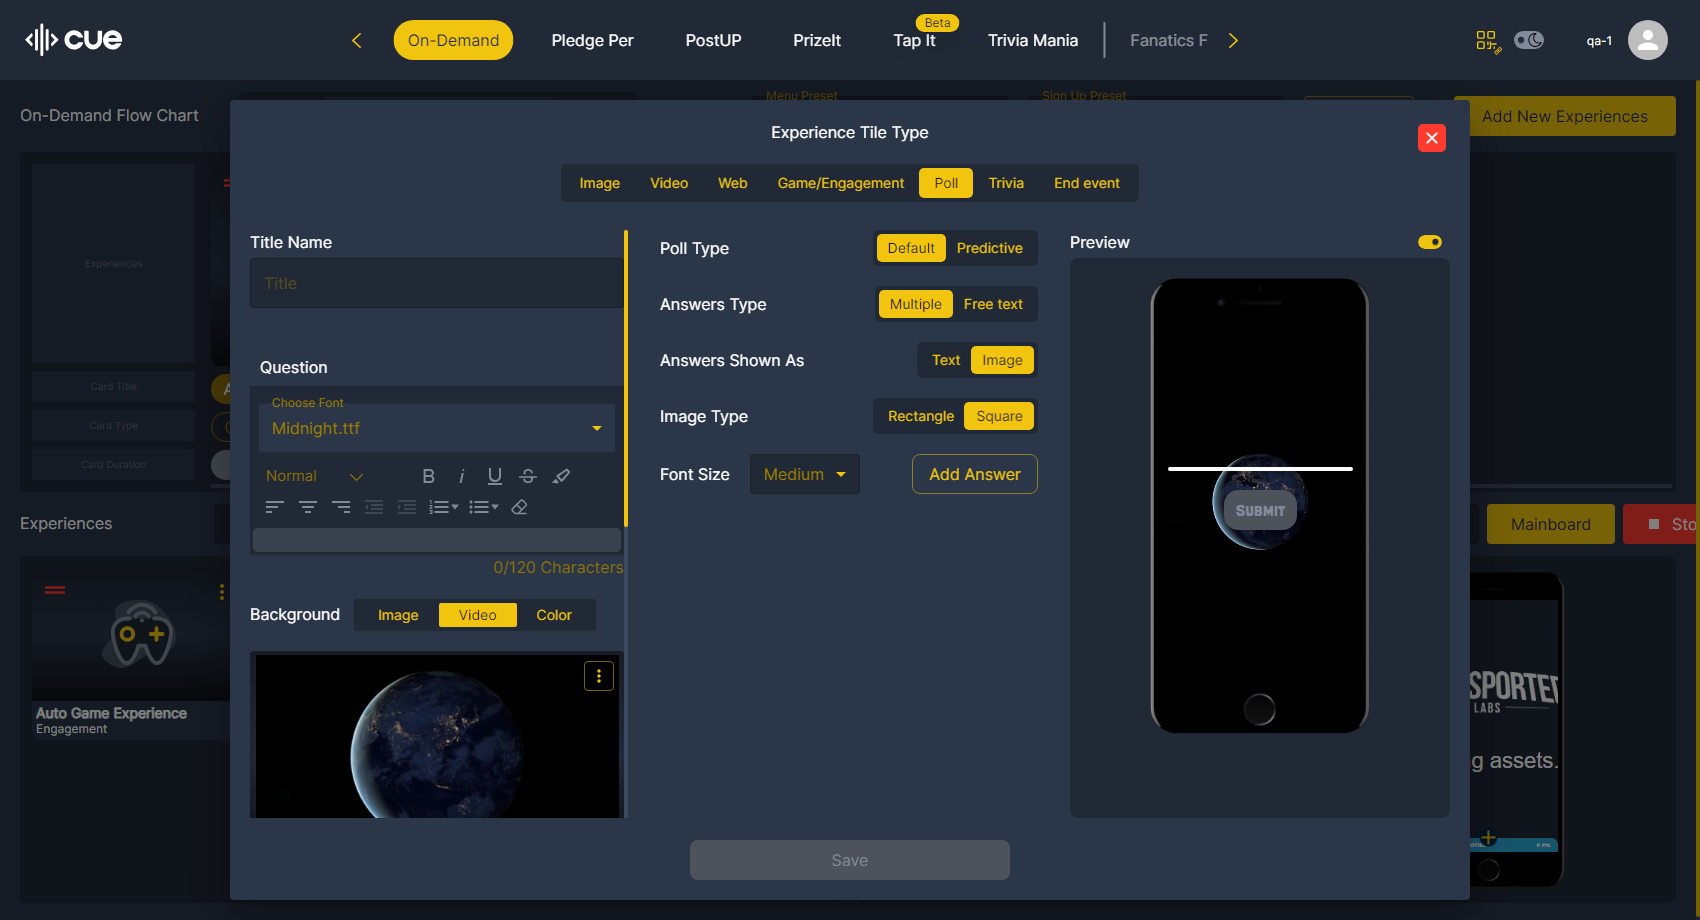 cue
On-Demand
Pledge Per
PostUP
PrizeIt
Beta
Tap It
Trivia Mania
Fanatics F
qa-1
On-Demand Flow Chart
Menu Preset
Sign Up Preset
Add New Experiences
Experience Tile Type
Image
Video
Web
Game/Engagement
Poll
Trivia
End event
Experiences
Card Title
Card Type
Card Duration
Title Name
Title
Question
Choose Font
Midnight.ttf
Normal
B
i
U
S
0/120 Characters
Background
Image
Video
Color
Poll Type
Default
Predictive
Answers Type
Multiple
Free text
Answers Shown As
Text
Image
Image Type
Rectangle
Square
Font Size
Medium
Add Answer
Preview
SUBMIT
Save
Experiences
Mainboard
Sto
Auto Game Experience
Engagement
SPORTER
LABS
g assets.